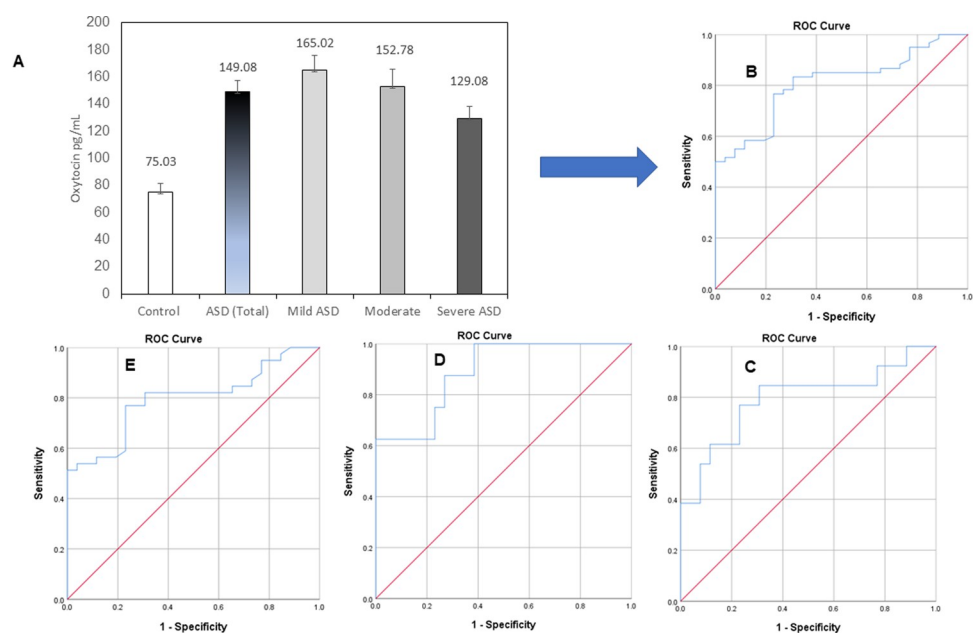 A
Oxytocin pg/mL
200
180
160
140
120
100
80
60
40
20
0
75.03
149.08
165.02
152.78
129.08
Control ASD (Total) Mild ASD Moderate Severe ASD
ROC Curve
B
Sensitivity
1.0
0.8
0.6
0.4
0.2
0.0
0.0 0.2 0.4 0.6 0.8 1.0
1 - Specificity
ROC Curve
E
Sensitivity
1.0
0.8
0.6
0.4
0.2
0.0
0.0 0.2 0.4 0.6 0.8 1.0
1 - Specificity
ROC Curve
D
Sensitivity
1.0
0.8
0.6
0.4
0.2
0.0
0.0 0.2 0.4 0.6 0.8 1.0
1 - Specificity
ROC Curve
C
Sensitivity
1.0
0.8
0.6
0.4
0.2
0.0
0.0 0.2 0.4 0.6 0.8 1.0
1 - Specificity